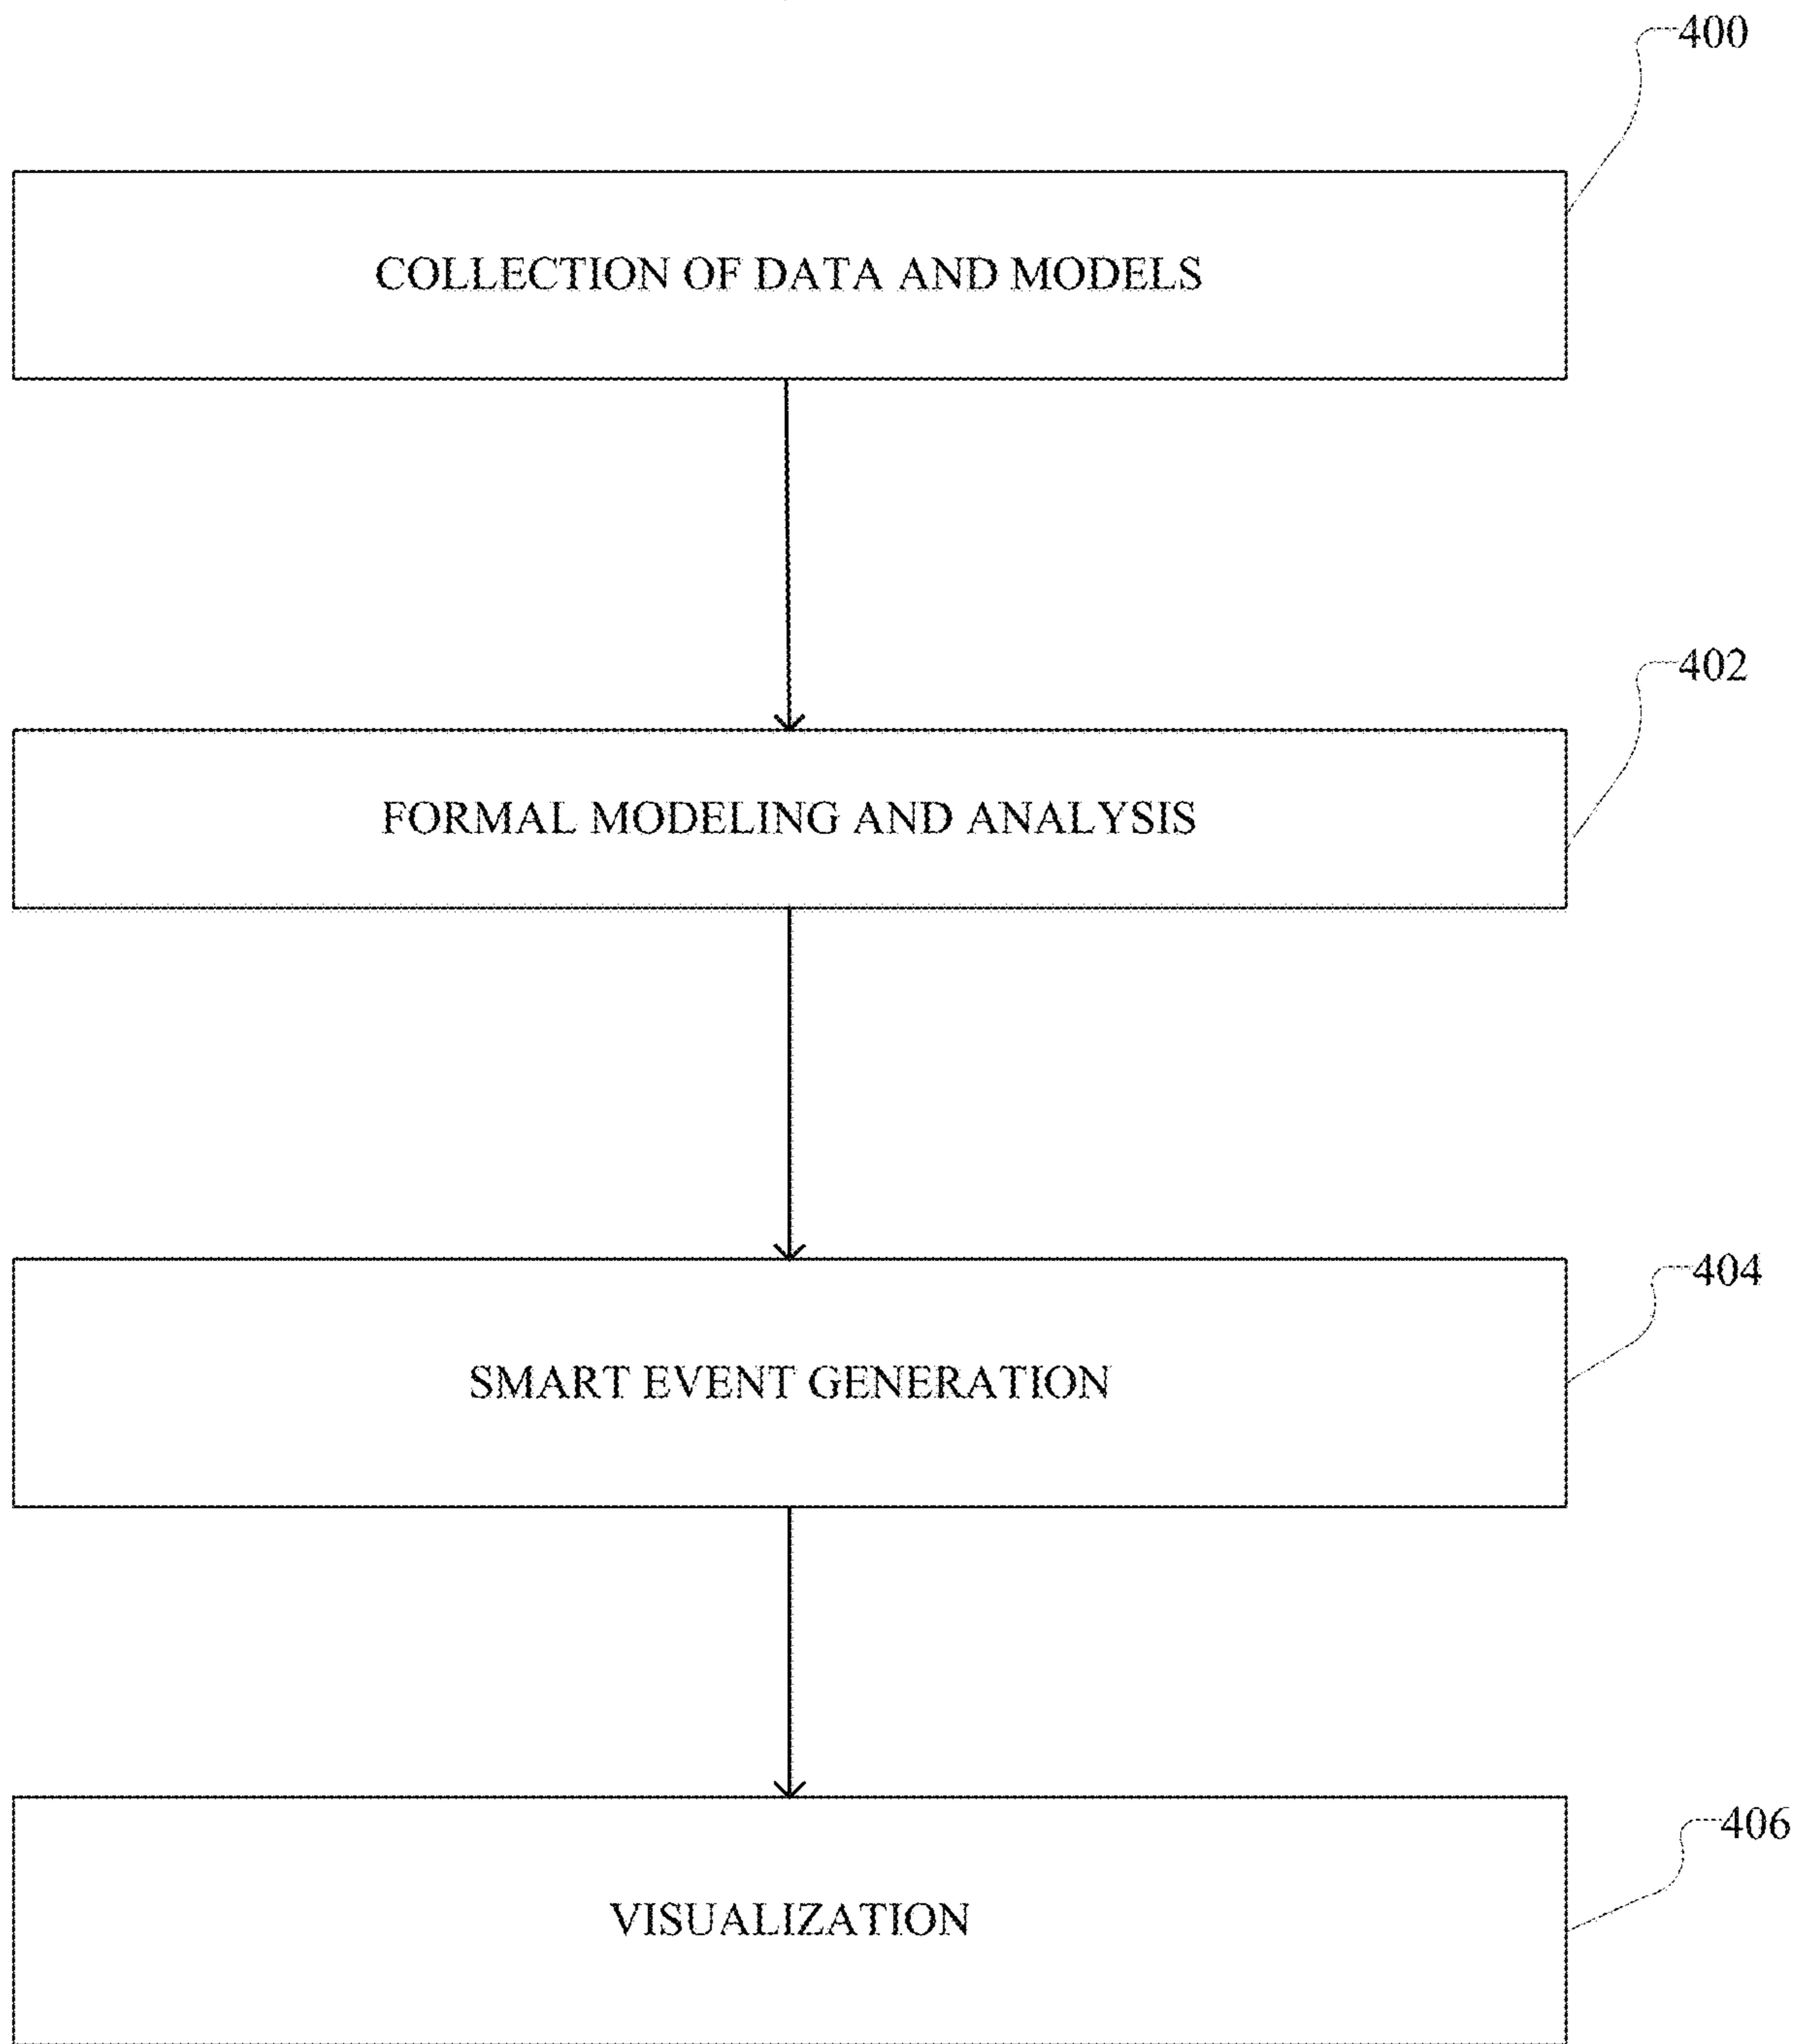 400
COLLECTION OF DATA AND MODELS
402
FORMAL MODELING AND ANALYSIS
404
SMART EVENT GENERATION
406
VISUALIZATION